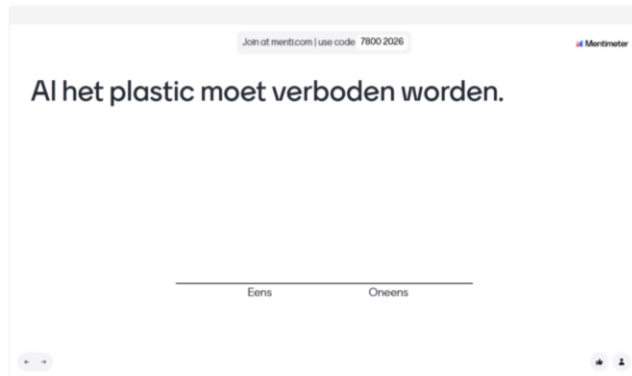 Join at menti.com | use code 7800 2026
Mentimeter
Al het plastic moet verboden worden.
Eens
Oneens